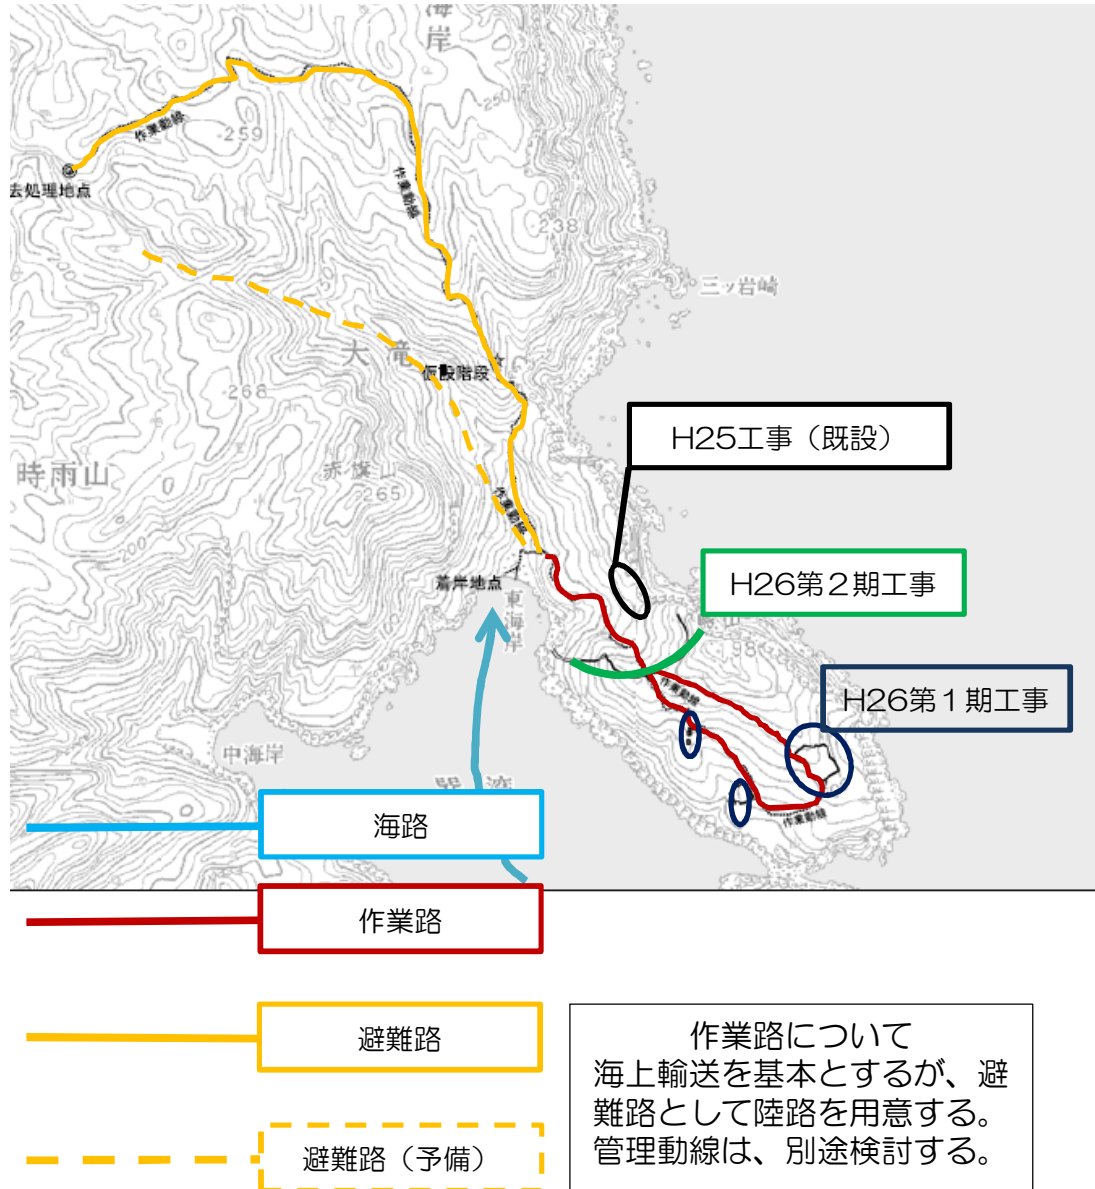 海
岸
250
259
作業動線
去処理地点
作業動線
238
三ッ岩崎
大滝
仮設階段
268
H25工事（既設）
時雨山
赤旗山
265
作業動線
200
着岸地点
東海岸
H26第２期工事
198
作業動線
H26第１期工事
中海岸
作業動線
海路
作業路
避難路
避難路（予備）
作業路について
海上輸送を基本とするが、避
難路として陸路を用意する。
管理動線は、別途検討する。